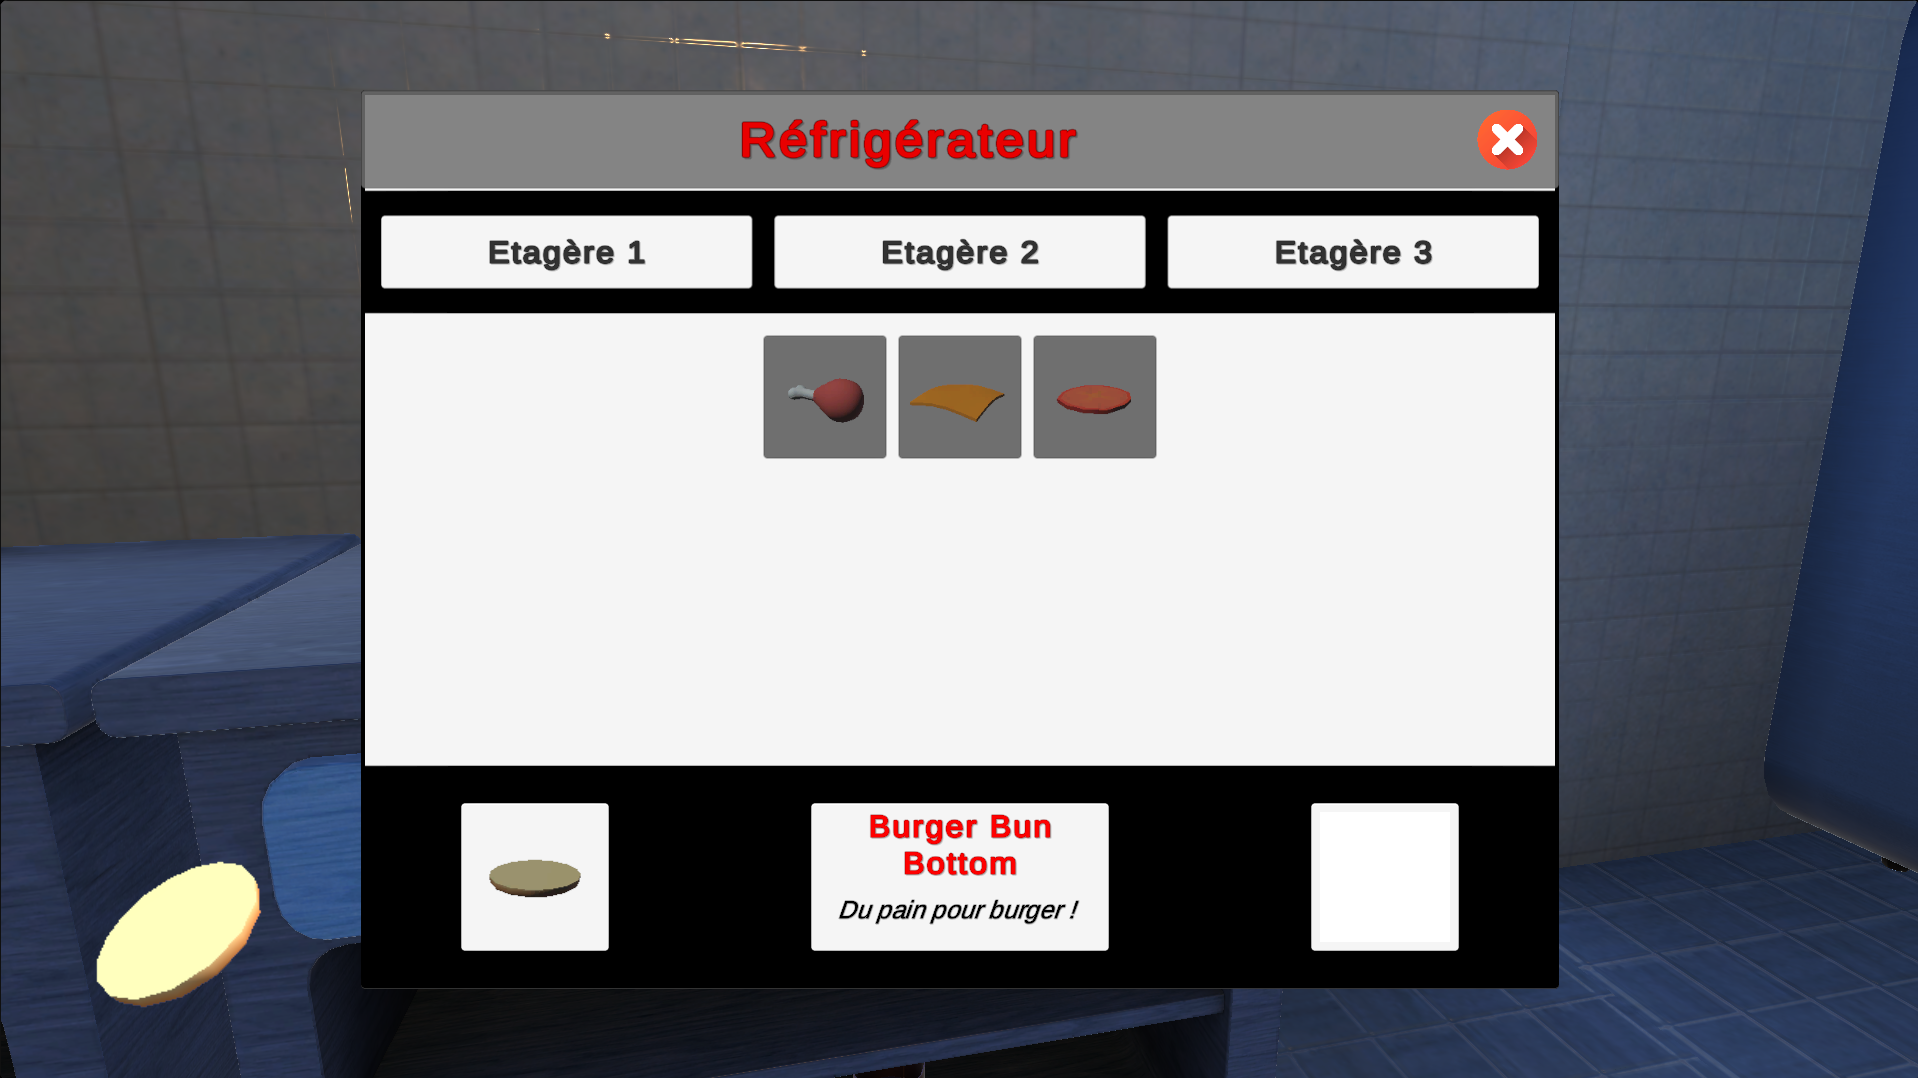 Réfrigérateur
Etagère 1
Etagère 2
Etagère 3
Burger Bun
Bottom
Du pain pour burger !